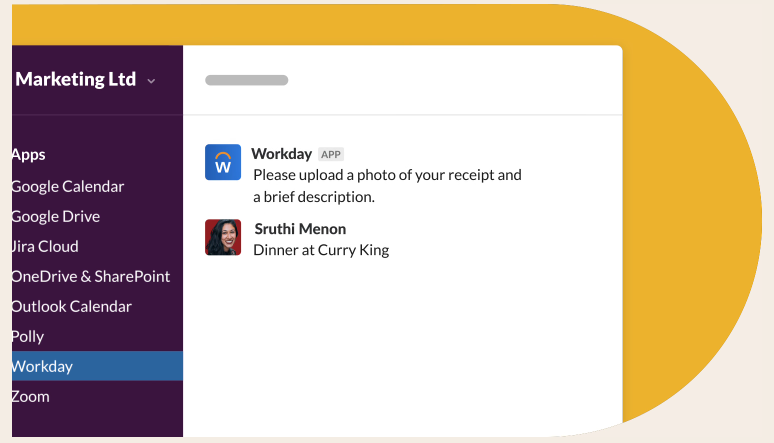 Marketing Ltd
Apps
Google Calendar
Google Drive
Jira Cloud
OneDrive & SharePoint
Outlook Calendar
Polly
Workday
Zoom
W
Workday APP
Please upload a photo of your receipt and
a brief description.
Sruthi Menon
Dinner at Curry King